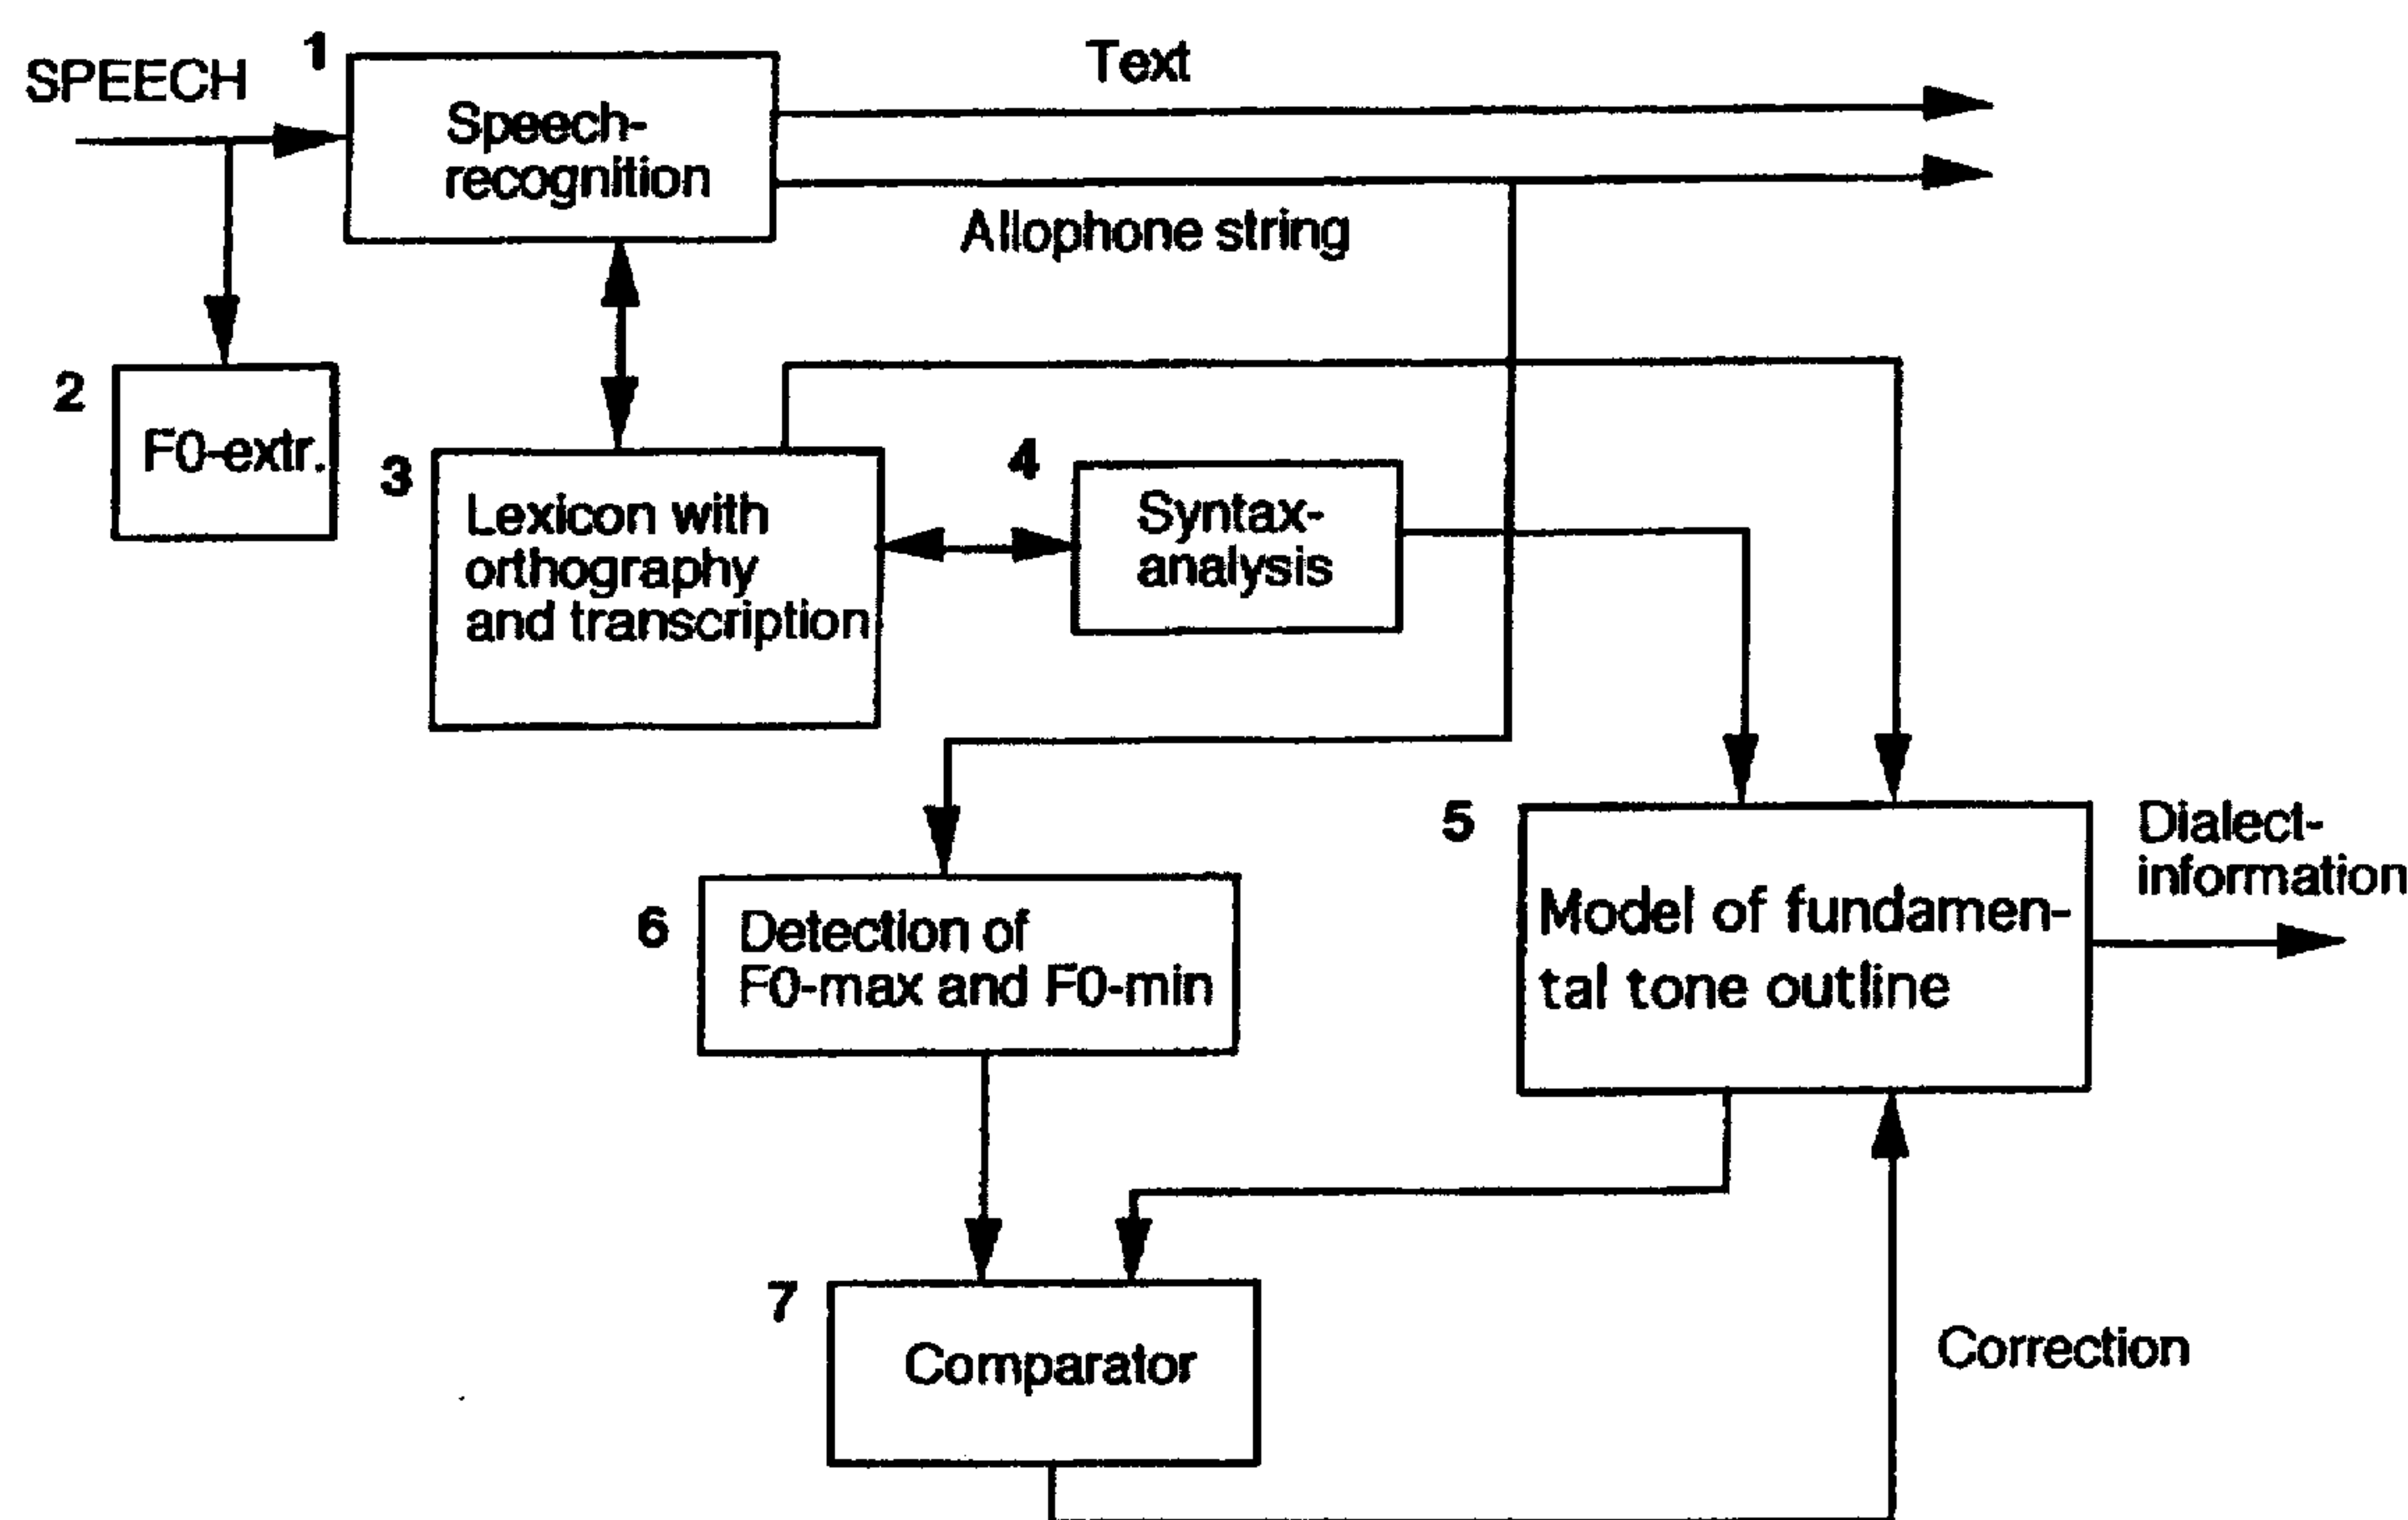 SPEECH
1
Speech-
recognition
Text
Allophone string
2
F0-extr.
3
Lexicon with
orthography
and transcription
4
Syntax-
analysis
5
Model of fundamen-
tal tone outline
Dialect-
information
6
Detection of
F0-max and F0-min
7
Comparator
Correction